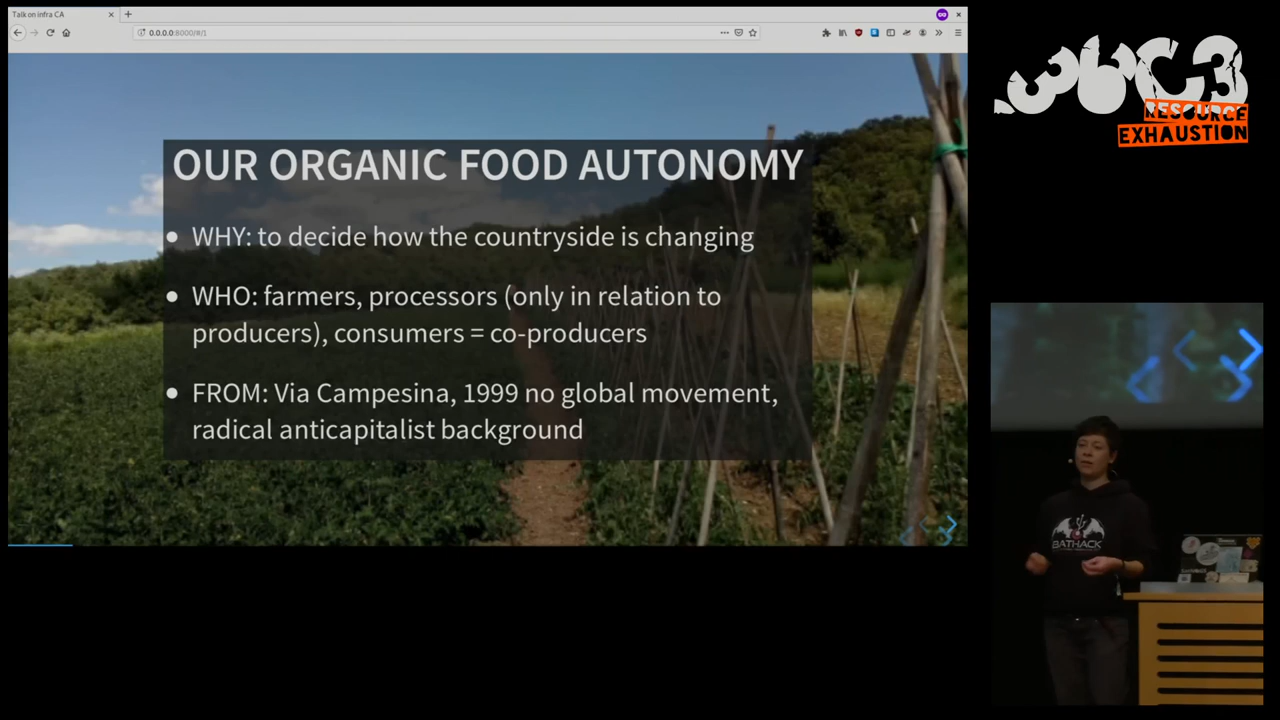 Talk on infra CA
0.0.0.0:8000/#/1
OUR ORGANIC FOOD AUTONOMY
WHY: to decide how the countryside is changing
WHO: farmers, processors (only in relation to
producers), consumers = co-producers
FROM: Via Campesina, 1999 no global movement,
radical anticapitalist background
36C3
RESOURCE
EXHAUSTION
BATHACK